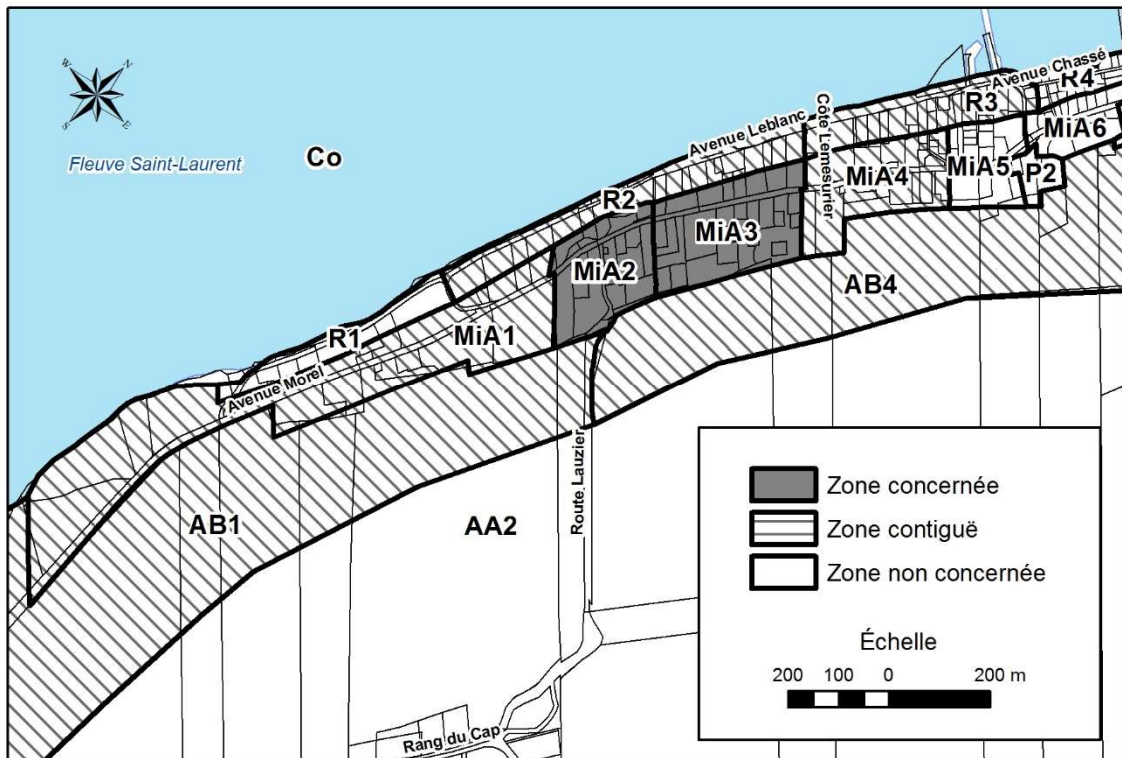 W N
S E
Fleuve Saint-Laurent
Co
Avenue Chassé
R4
R3
MiA6
Côte Lemesurier
Avenue Leblanc
MiA5
P2
MiA4
R2
MiA3
MiA2
AB4
R1
MiA1
Avenue Morel
Route Lauzier
AB1
AA2
Rang du Cap
Zone concernée
Zone contiguë
Zone non concernée
Échelle
200 100 0 200 m